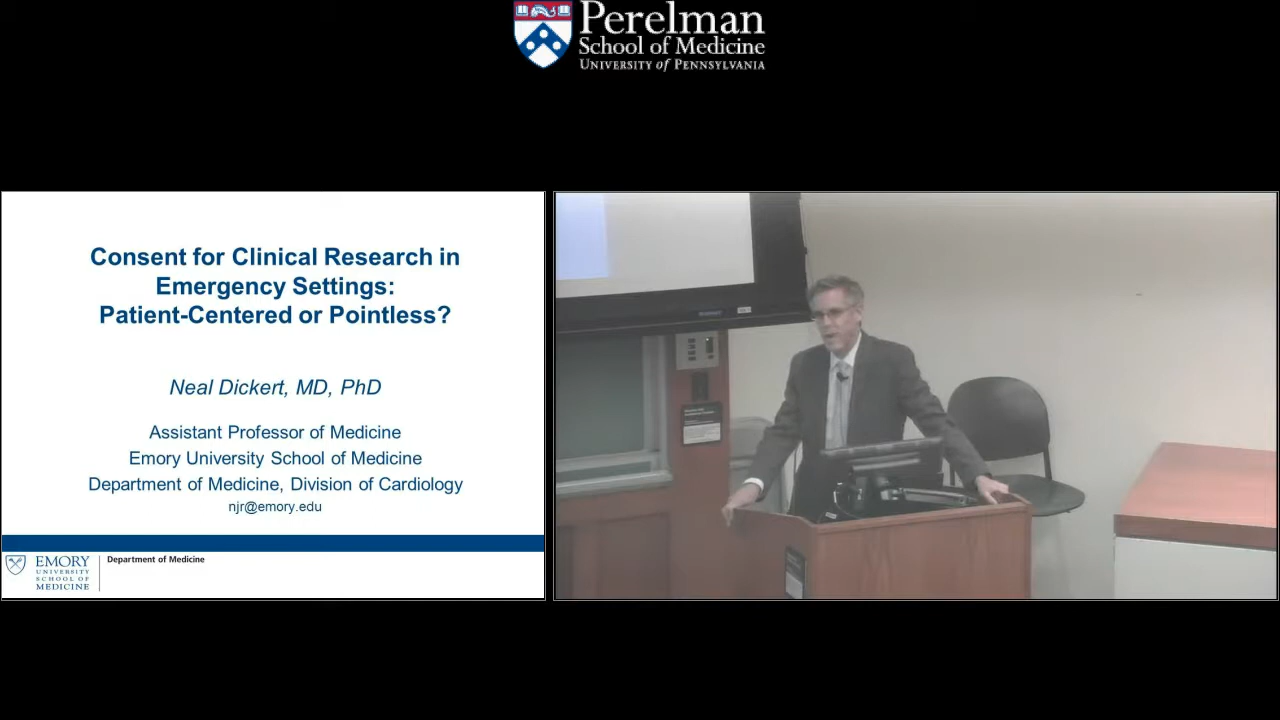 Perelman
School of Medicine
UNIVERSITY of PENNSYLVANIA
Consent for Clinical Research in
Emergency Settings:
Patient-Centered or Pointless?
Neal Dickert, MD, PhD
Assistant Professor of Medicine
Emory University School of Medicine
Department of Medicine, Division of Cardiology
njr@emory.edu
EMORY
UNIVERSITY
SCHOOL OF
MEDICINE
Department of Medicine